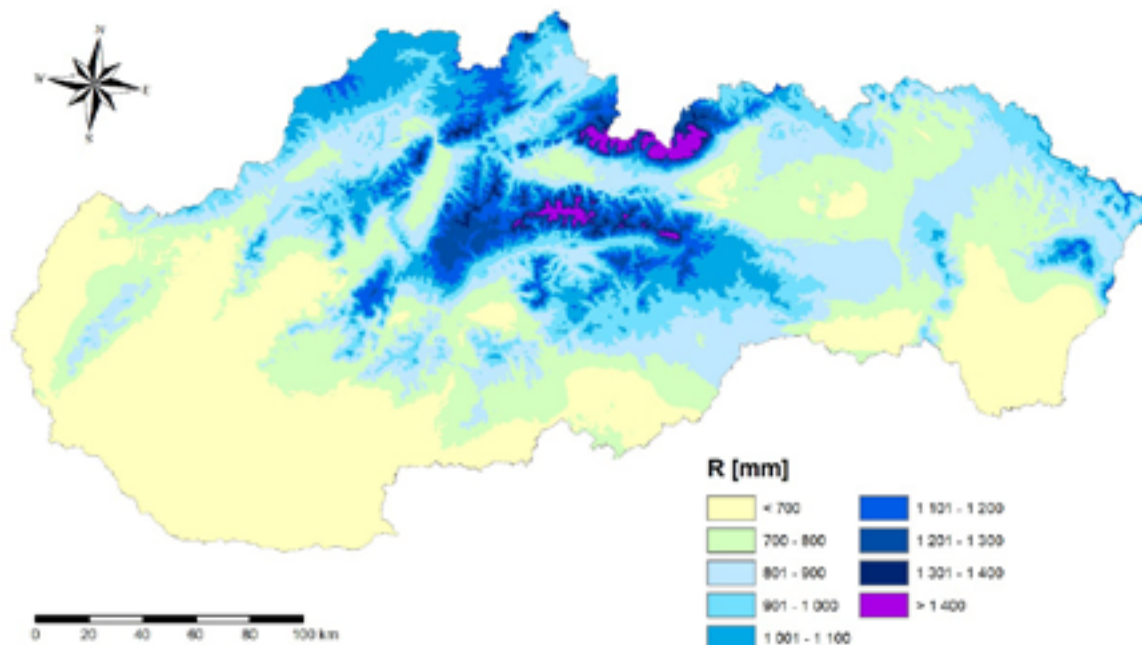 N
W
E
S
R [mm]
< 700
700 - 800
801 - 900
901 - 1 000
1 001 - 1 100
1 101 - 1 200
1 201 - 1 300
1 301 - 1 400
> 1 400
0 20 40 60 80 100 km